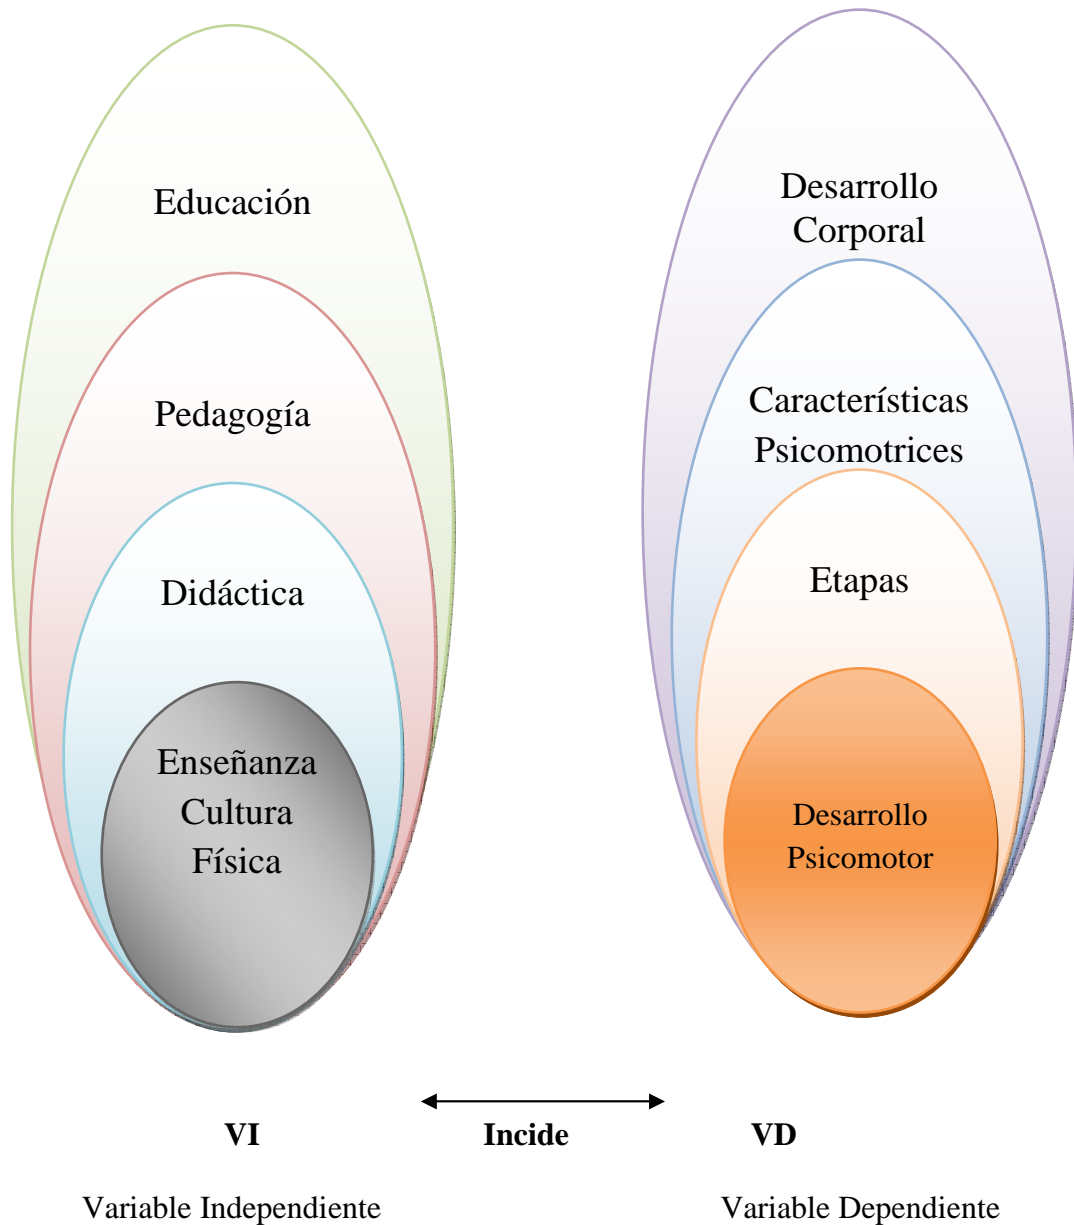 Educación
Pedagogía
Didáctica
Enseñanza
Cultura
Física
Desarrollo
Corporal
Característícas
Psicomotrices
Etapas
Desarrollo
Psicomotor
VI
Incide
VD
Variable Independiente
Variable Dependiente